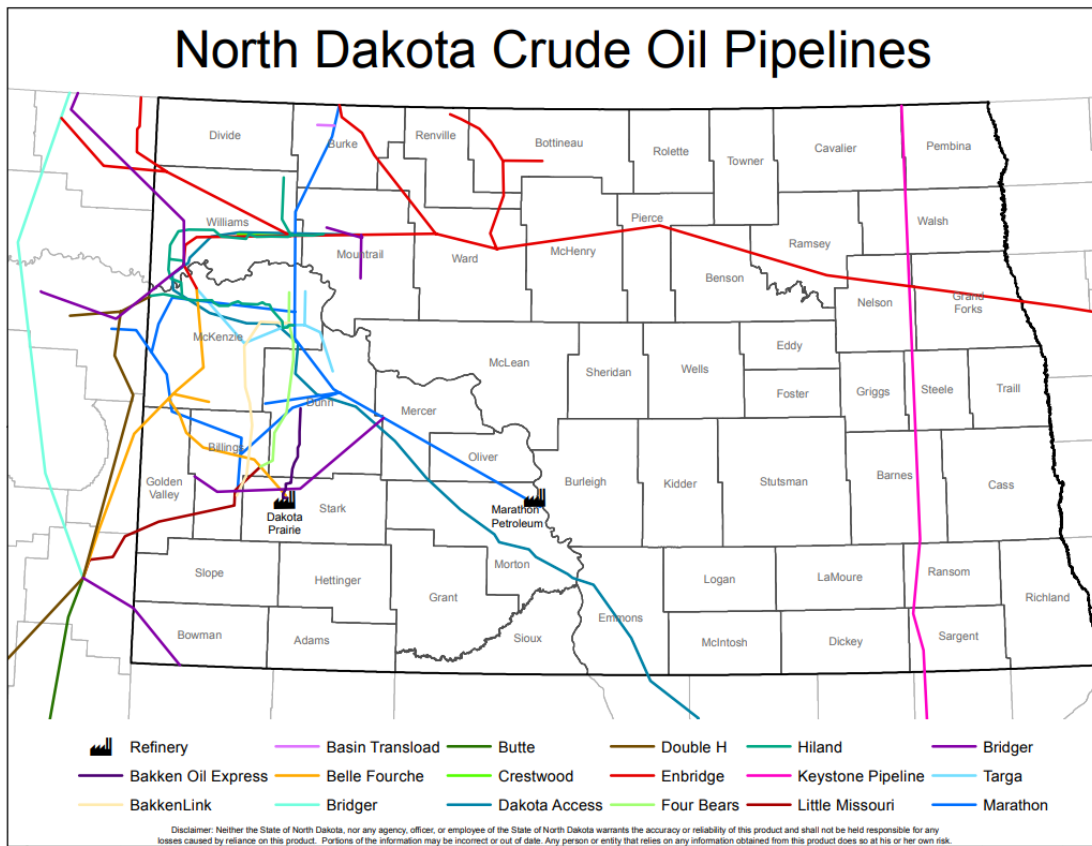 North Dakota Crude Oil Pipelines
Divide
Burke
Renville
Bottineau
Rolette
Towner
Cavalier
Pembina
Williams
Mountrail
Ward
McHenry
Pierce
Benson
Ramsey
Walsh
Nelson
Grand
Forks
McKenzie
Dunn
McLean
Sheridan
Wells
Eddy
Foster
Griggs
Steele
Traill
Mercer
Oliver
Billings
Golden
Valley
Stark
Dakota
Prairie
Marathon
Petroleum
Burleigh
Kidder
Stutsman
Barnes
Cass
Slope
Hettinger
Grant
Morton
Emmons
Logan
LaMoure
Ransom
Richland
Bowman
Adams
Sioux
McIntosh
Dickey
Sargent
Refinery Basin Transload Butte Double H Hiland Bridger
Bakken Oil Express Belle Fourche Crestwood Enbridge Keystone Pipeline Targa
BakkenLink Bridger Dakota Access Four Bears Little Missouri Marathon
Disclaimer: Neither the State of North Dakota, nor any agency, officer, or employee of the State of North Dakota warrants the accuracy or reliability of this product and shall not be held responsible for any
losses caused by reliance on this product. Portions of the information may be incorrect or out of date. Any person or entity that relies on any information obtained from this product does so at his or her own risk.